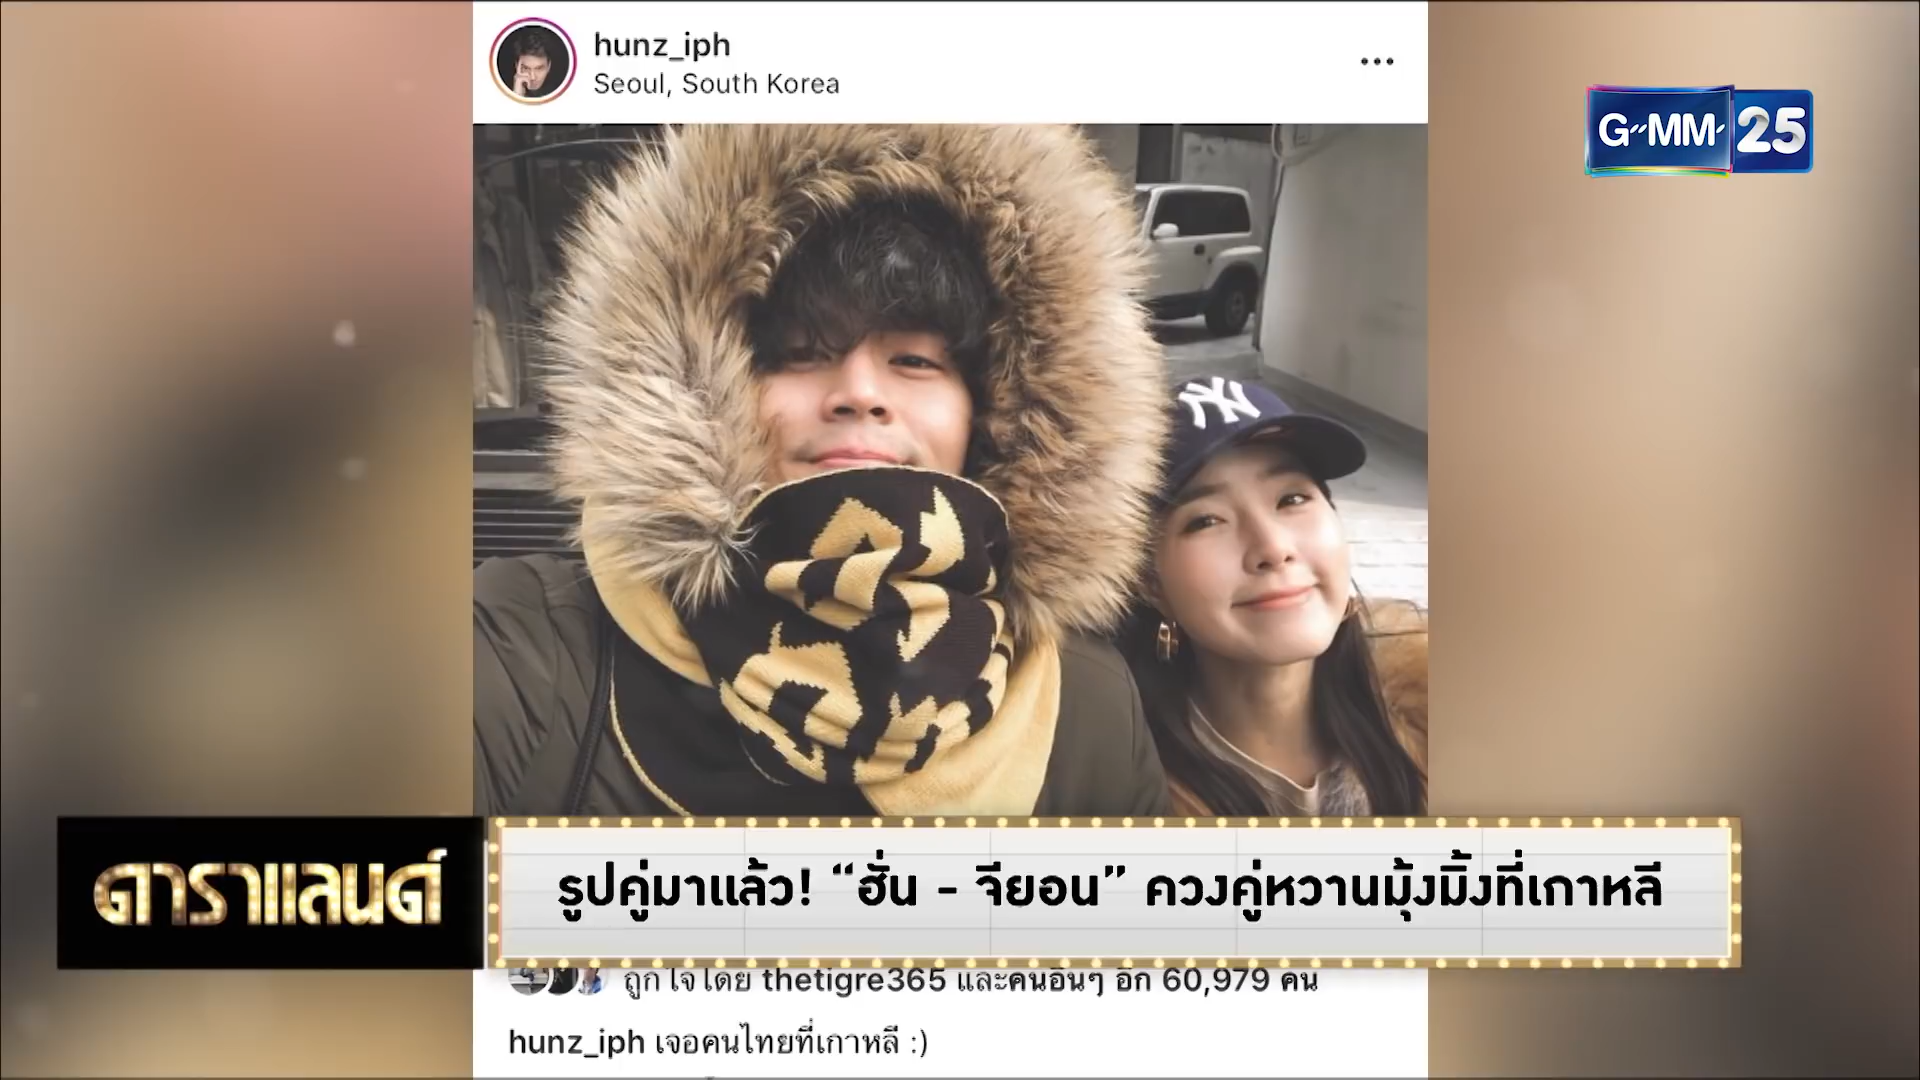 hunz_iph
Seoul, South Korea
GMM 25
NY
ดาราแลนด์
รูปคู่มาแล้ว! “ฮั่น - จียอน” ควงคู่หวานมุ้งมิ้งที่เกาหลี
ถูกใจโดย thetigre365 และคนอื่นๆ อีก 60,979 คน
hunz_iph เจอคนไทยที่เกาหลี :)